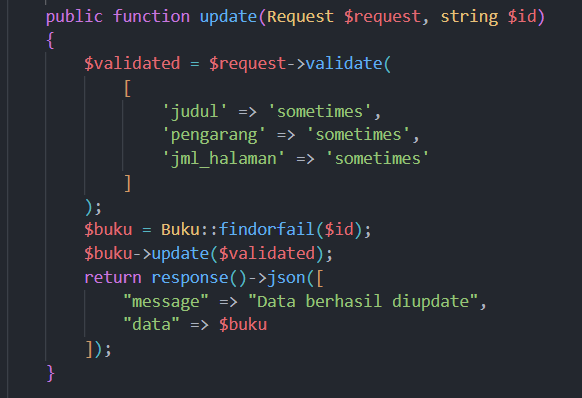 public function update(Request $request, string $id)
{
    $validated = $request->validate(
        [
            'judul' => 'sometimes',
            'pengarang' => 'sometimes',
            'jml_halaman' => 'sometimes'
        ]
    );
    $buku = Buku::findorfail($id);
    $buku->update($validated);
    return response()->json([
        "message" => "Data berhasil diupdate",
        "data" => $buku
    ]);
}